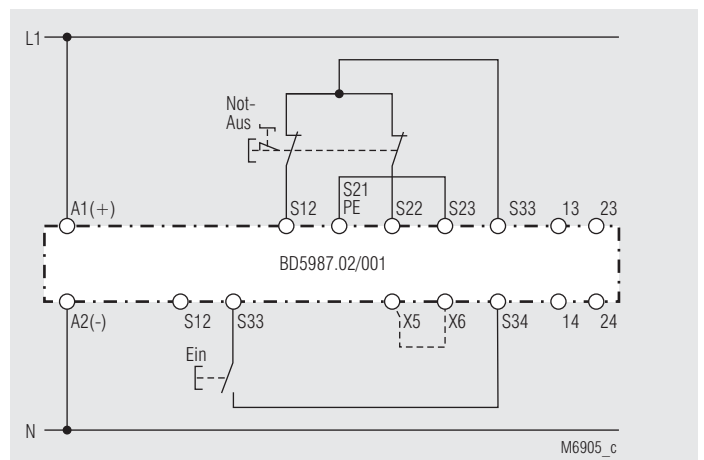 L1
Not-
Aus
A1(+)
S12
S21
PE
S22
S23
S33
13
23
BD5987.02/001
A2(-)
S12
S33
X5
X6
S34
14
24
Ein
N
M6905_c